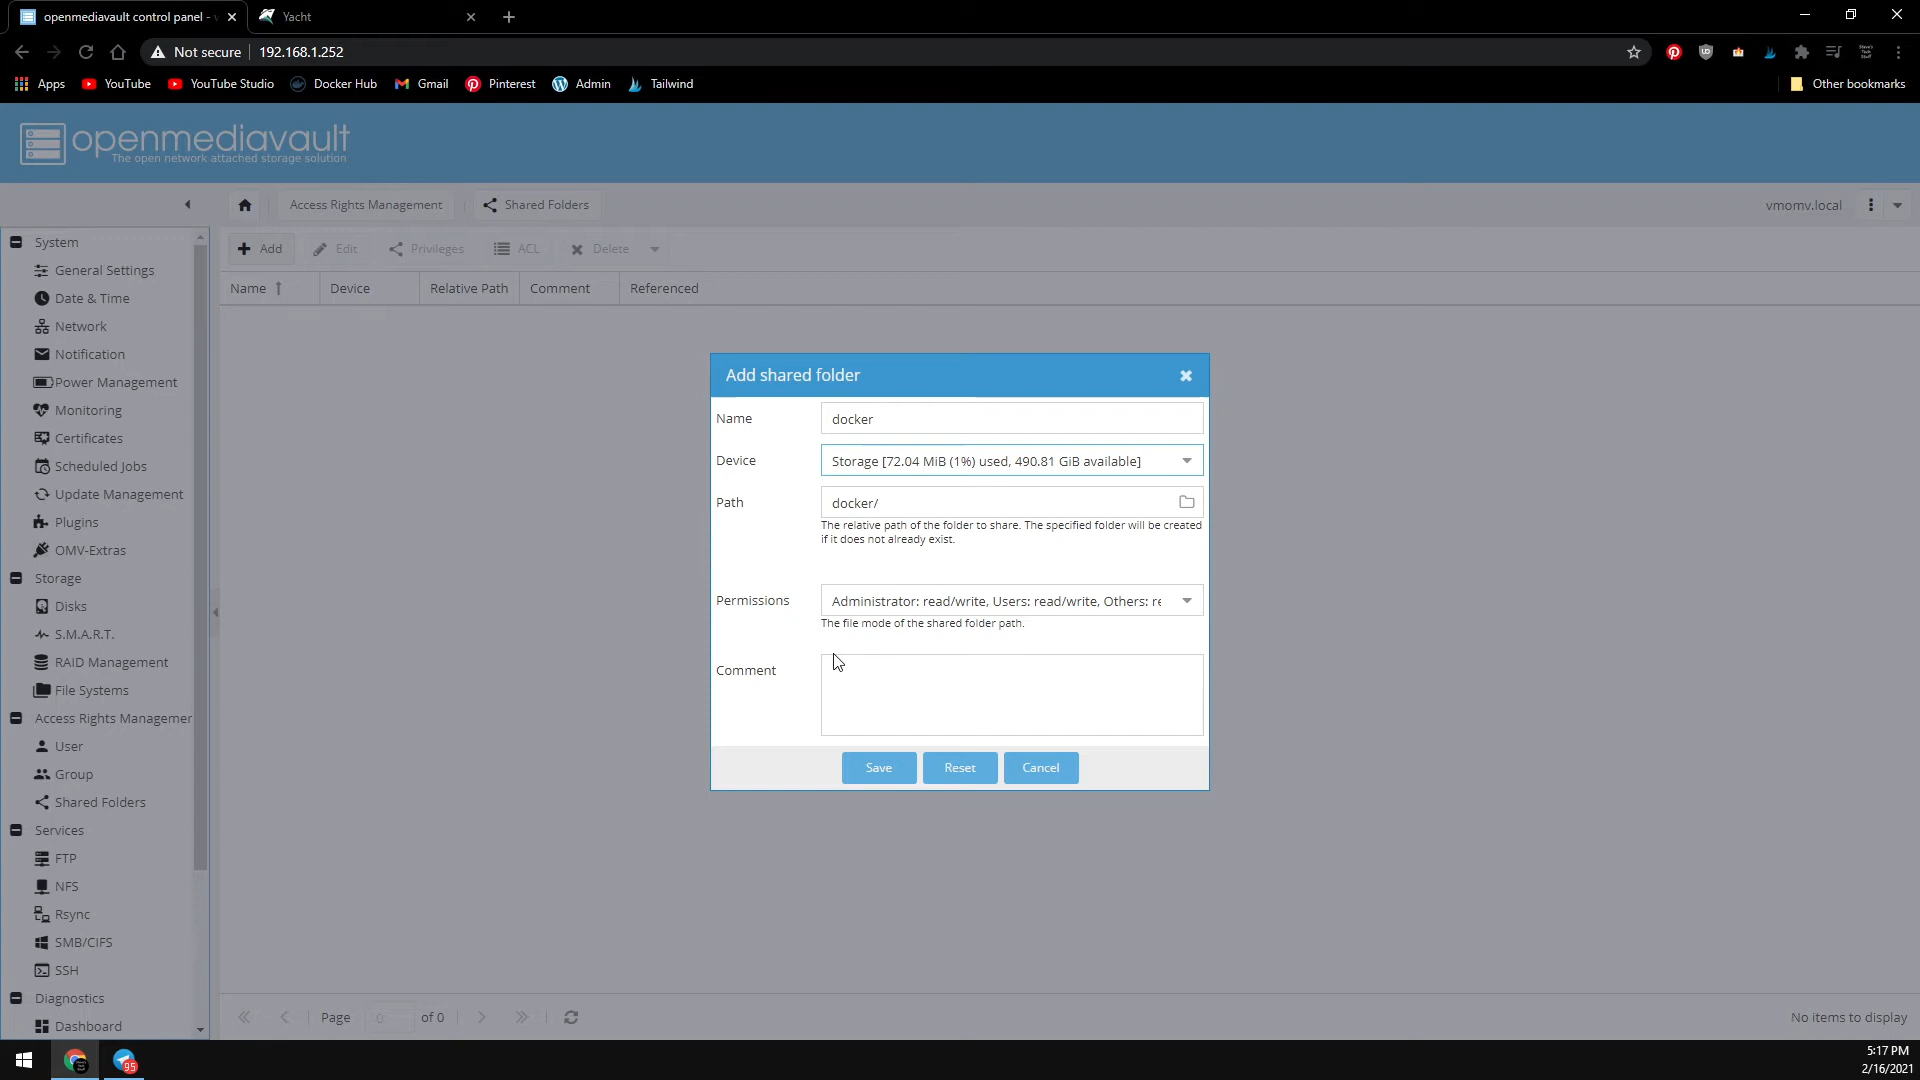 openmediavault control panel - v
Yacht
Not secure
192.168.1.252
Apps
YouTube
YouTube Studio
Docker Hub
Gmail
Pinterest
Admin
Tailwind
Other bookmarks
openmediavault
The open network attached storage solution
Access Rights Management
Shared Folders
vmomv.local
System
General Settings
Date & Time
Network
Notification
Power Management
Monitoring
Certificates
Scheduled Jobs
Update Management
Plugins
OMV-Extras
Storage
Disks
S.M.A.R.T.
RAID Management
File Systems
Access Rights Managemer
User
Group
Shared Folders
Services
FTP
NFS
Rsync
SMB/CIFS
SSH
Diagnostics
Dashboard
Add
Edit
Privileges
ACL
Delete
Name
Device
Relative Path
Comment
Referenced
Add shared folder
Name
docker
Device
Storage [72.04 MiB (1%) used, 490.81 GiB available]
Path
docker/
The relative path of the folder to share. The specified folder will be created
if it does not already exist.
Permissions
Administrator: read/write, Users: read/write, Others: re
The file mode of the shared folder path.
Comment
Save
Reset
Cancel
Page
0
of 0
No items to display
95
5:17 PM
2/16/2021